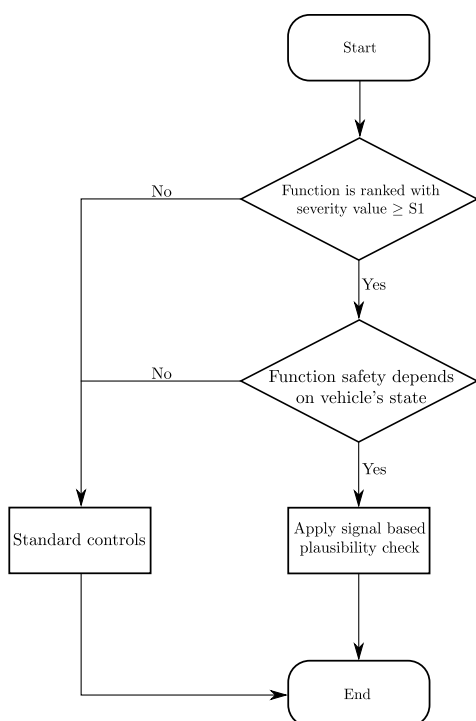 Start
Function is ranked with
severity value ≥ S1
No
Yes
Function safety depends
on vehicle's state
No
Yes
Standard controls
Apply signal based
plausibility check
End